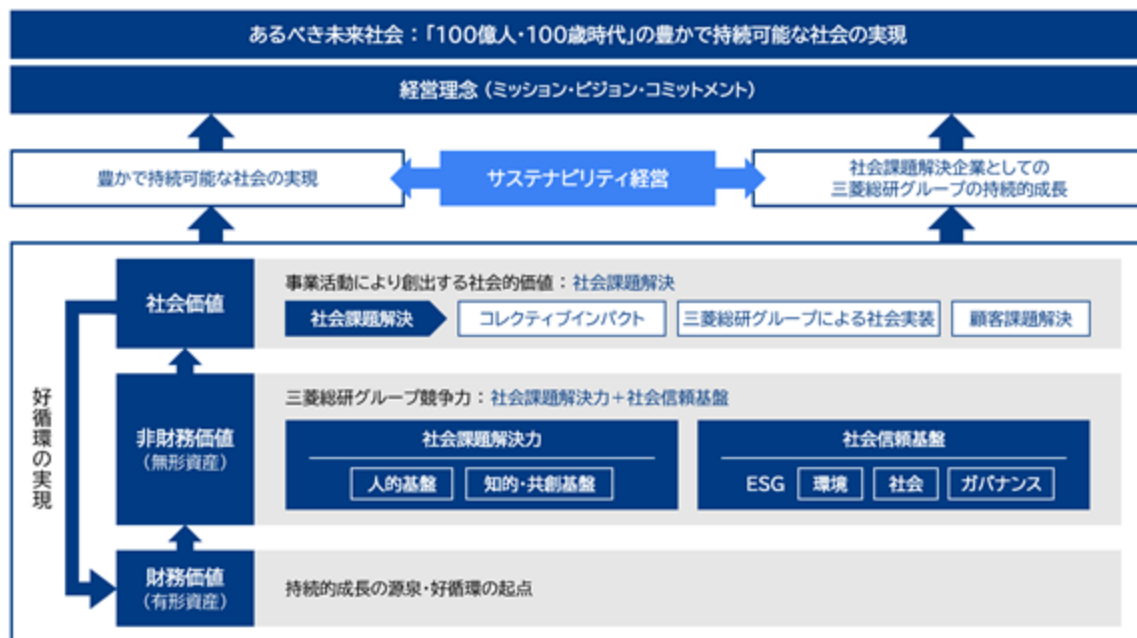 あるべき未来社会：「100億人・100歳時代」の豊かで持続可能な社会の実現
経営理念（ミッション・ビジョン・コミットメント）
豊かで持続可能な社会の実現
サステナビリティ経営
社会課題解決企業としての
三菱総研グループの持続的成長
好循環の実現
社会価値
事業活動により創出する社会的価値：社会課題解決
社会課題解決
コレクティブインパクト
三菱総研グループによる社会実装
顧客課題解決
非財務価値
（無形資産）
三菱総研グループ競争力：社会課題解決力＋社会信頼基盤
社会課題解決力
人的基盤
知的・共創基盤
社会信頼基盤
ESG
環境
社会
ガバナンス
財務価値
（有形資産）
持続的成長の源泉・好循環の起点